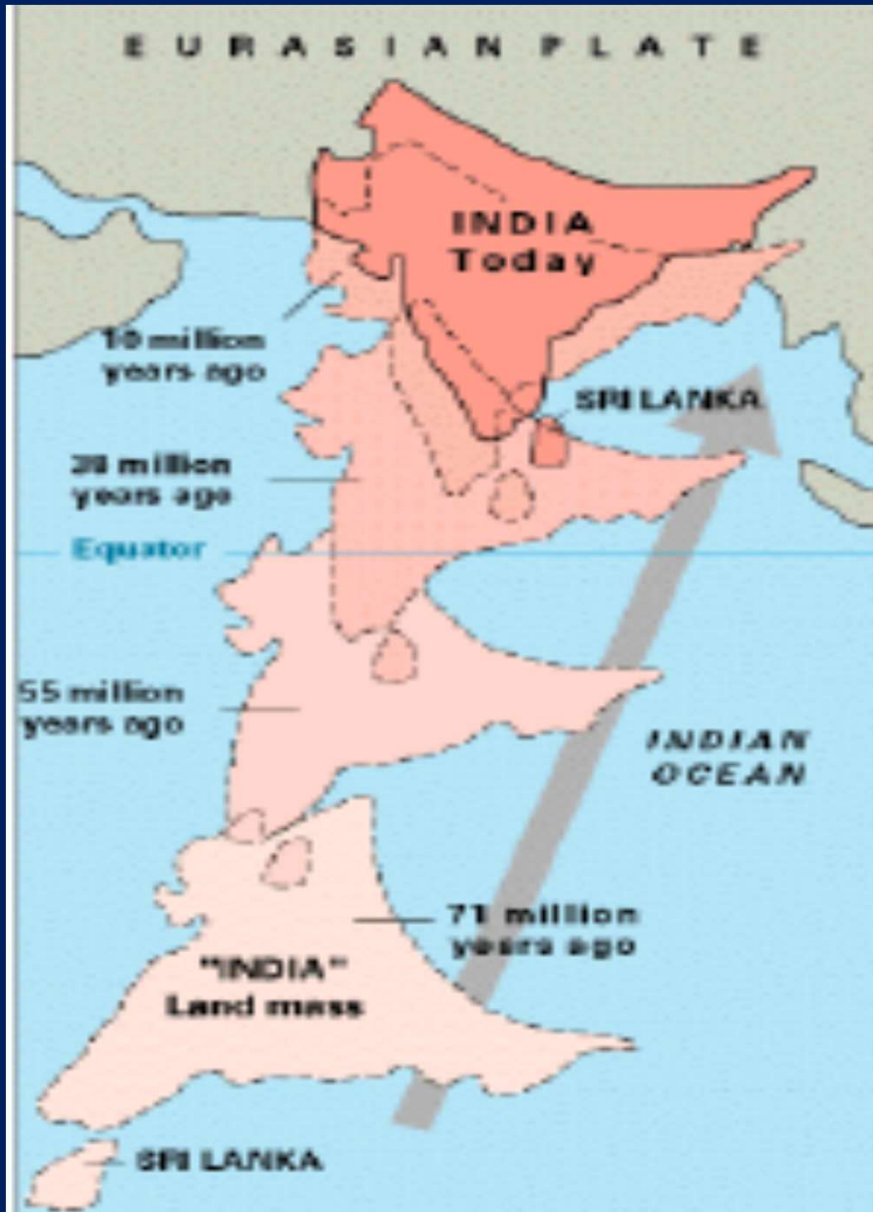 EURASIAN PLATE
INDIA
Today
10 million
years ago
SRI LANKA
38 million
years ago
Equator
55 million
years ago
INDIAN
OCEAN
71 million
years ago
"INDIA"
Land mass
SRI LANKA